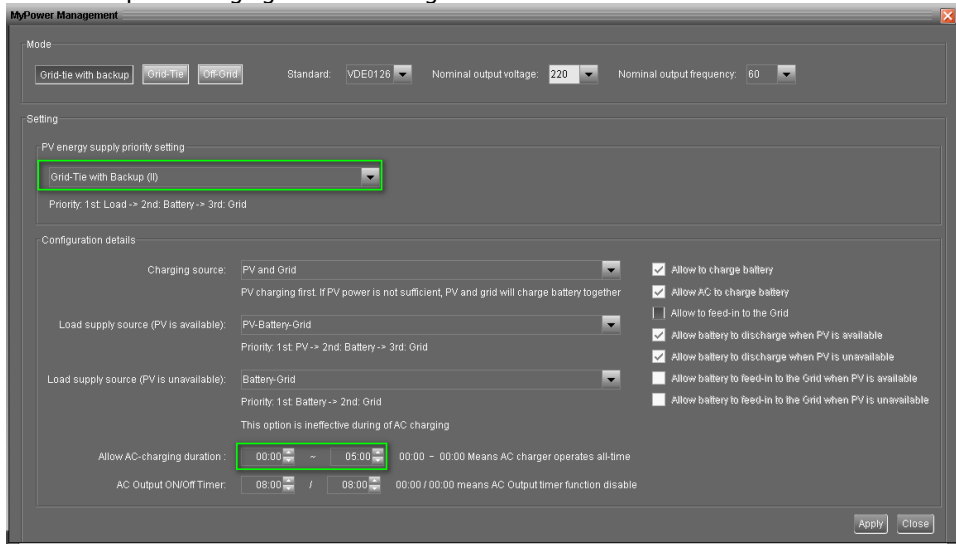 MyPower Management
Mode
Grid-tie with backup Grid-Tie Off-Grid Standard: VDE0126 Nominal output voltage: 220 Nominal output frequency: 60
Setting
PV energy supply priority setting
Grid-Tie with Backup (II)
Priority: 1st: Load -> 2nd: Battery -> 3rd: Grid
Configuration details
Charging source: PV and Grid
PV charging first. If PV power is not sufficient, PV and grid will charge battery together
Load supply source (PV is available): PV-Battery-Grid
Priority: 1st: PV -> 2nd: Battery -> 3rd: Grid
Load supply source (PV is unavailable): Battery-Grid
Priority: 1st: Battery -> 2nd: Grid
This option is ineffective during of AC charging
Allow AC-charging duration : 00:00 ~ 05:00 00:00 ~ 00:00 Means AC charger operates all-time
AC Output ON/Off Timer: 08:00 / 08:00 00:00 / 00:00 means AC Output timer function disable
Allow to charge battery
Allow AC to charge battery
Allow to feed-in to the Grid
Allow battery to discharge when PV is available
Allow battery to discharge when PV is unavailable
Allow battery to feed-in to the Grid when PV is available
Allow battery to feed-in to the Grid when PV is unavailable
Apply Close